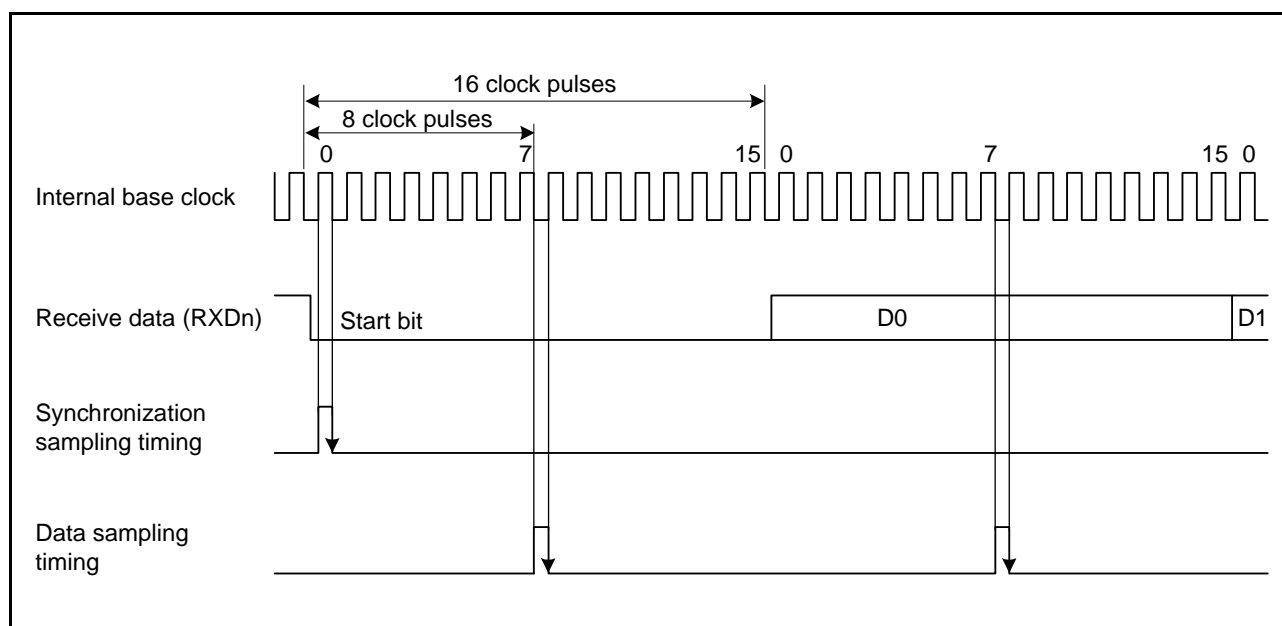 16 clock pulses
8 clock pulses
0 7 15 0 7 15 0
Internal base clock
Receive data (RXDn)
Start bit
D0
D1
Synchronization
sampling timing
Data sampling
timing